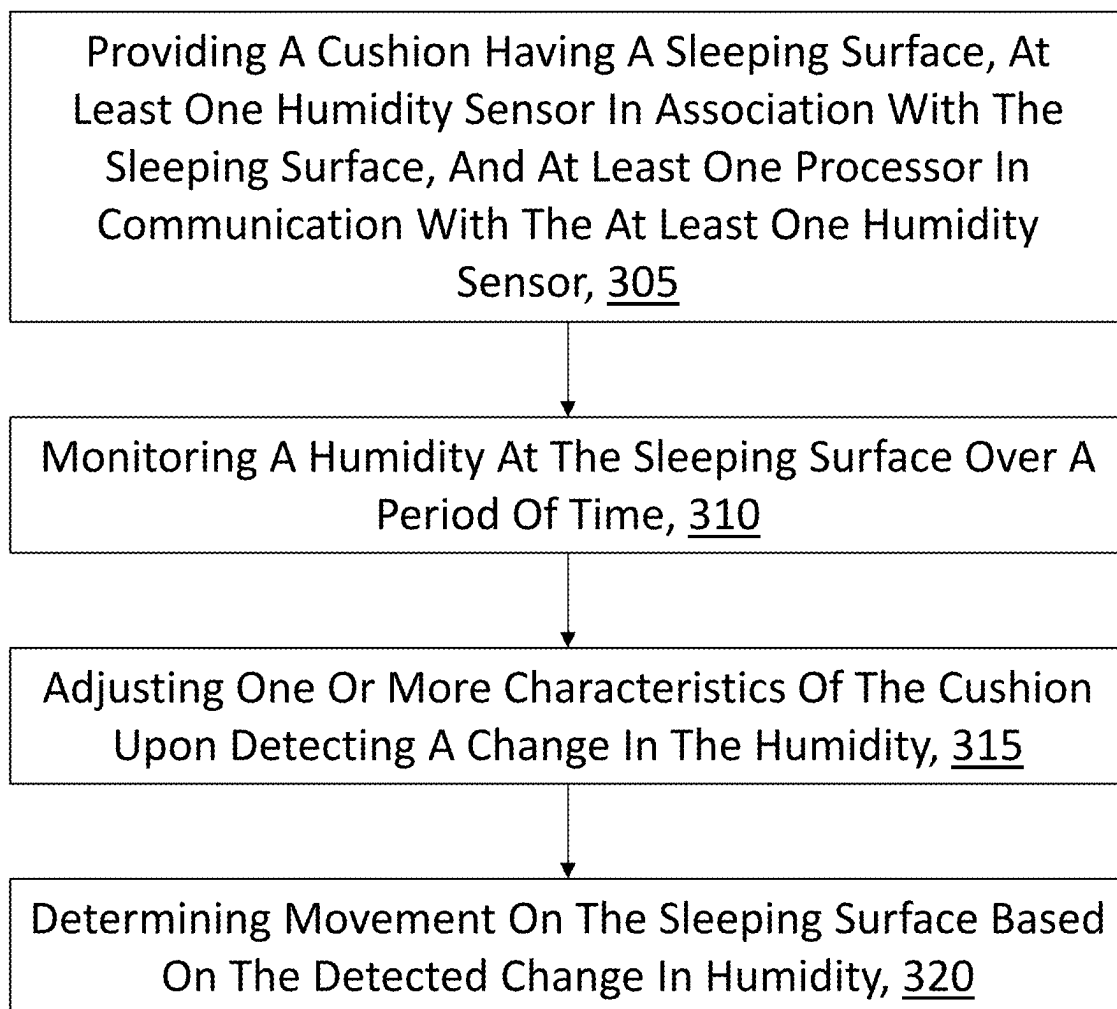 Providing A Cushion Having A Sleeping Surface, At
Least One Humidity Sensor In Association With The
Sleeping Surface, And At Least One Processor In
Communication With The At Least One Humidity
Sensor, 305
Monitoring A Humidity At The Sleeping Surface Over A
Period Of Time, 310
Adjusting One Or More Characteristics Of The Cushion
Upon Detecting A Change In The Humidity, 315
Determining Movement On The Sleeping Surface Based
On The Detected Change In Humidity, 320